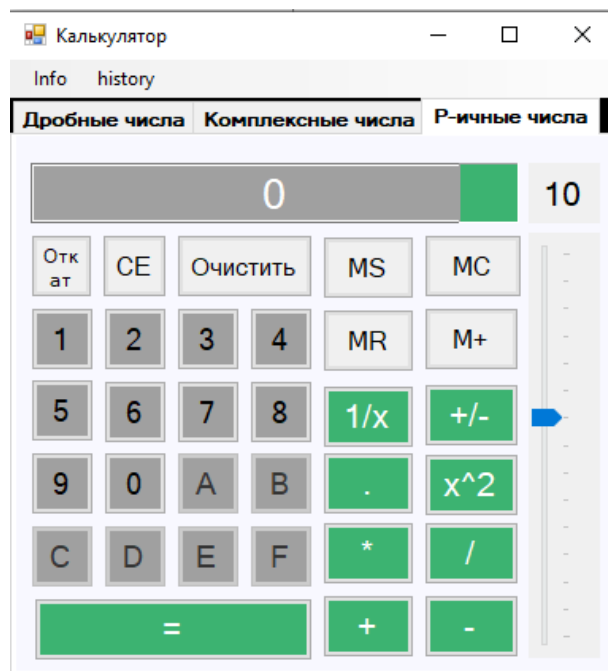 Калькулятор
Info history
Дробные числа Комплексные числа Р-ичные числа
0 10
Отк
ат
CE Очистить MS MC
1 2 3 4 MR M+
5 6 7 8 1/x +/-
9 0 A B . x^2
C D E F * /
= + -